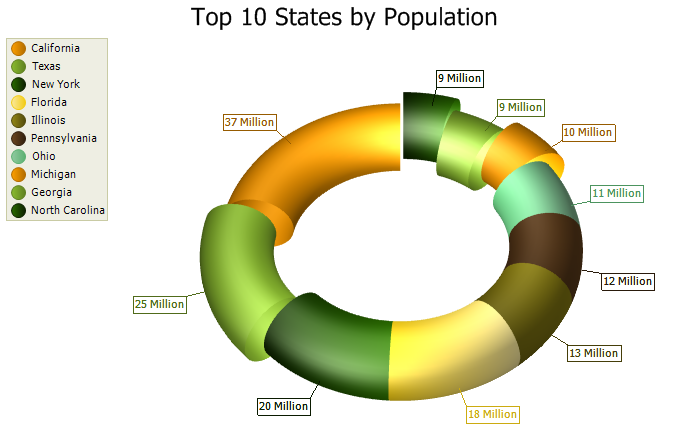 Top 10 States by Population
California
Texas
New York
Florida
Illinois
Pennsylvania
Ohio
Michigan
Georgia
North Carolina
9 Million
9 Million
10 Million
11 Million
12 Million
13 Million
18 Million
20 Million
25 Million
37 Million